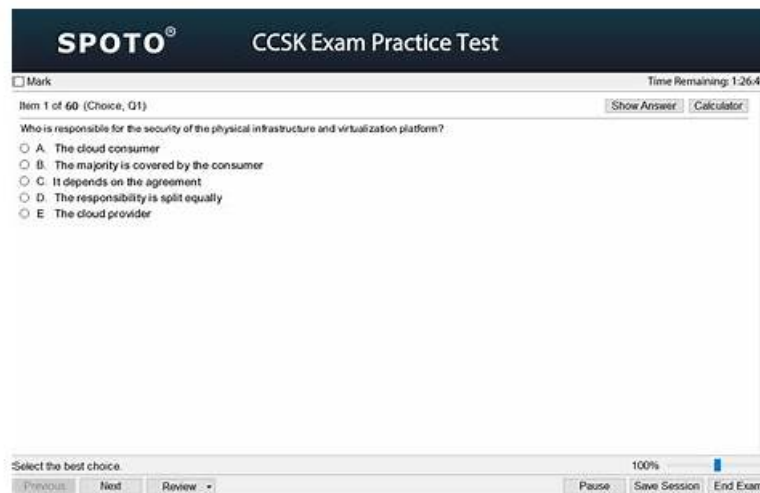 SPOTO® CCSK Exam Practice Test
Mark Time Remaining: 1:26:4
Item 1 of 60 (Choice, Q1) Show Answer Calculator
Who is responsible for the security of the physical infrastructure and virtualization platform?
A. The cloud consumer
B. The majority is covered by the consumer
C. It depends on the agreement
D. The responsibility is split equally
E The cloud provider
Select the best choice. 100%
Previous Next Review Pause Save Session End Exam